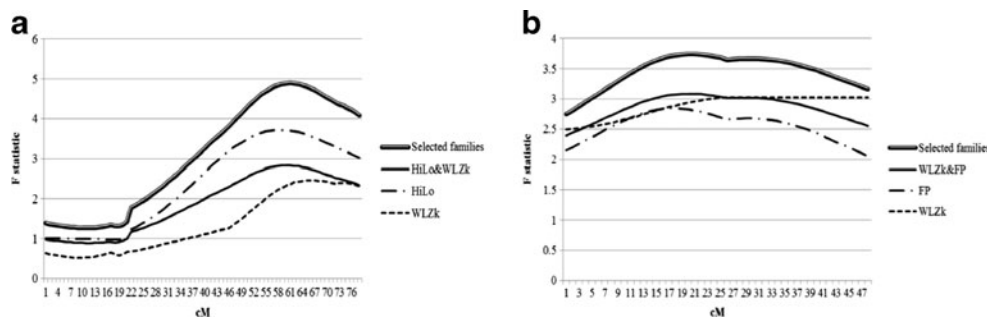 a
6
5
4
3
2
1
0
F statistic
1 4 7 10 13 16 19 22 25 28 31 34 37 40 43 46 49 52 55 58 61 64 67 70 73 76
cM
Selected families
HiLo&WLZk
HiLo
WLZk
b
4
3.5
3
2.5
2
1.5
1
0.5
0
F statistic
1 3 5 7 9 11 13 15 17 19 21 23 25 27 29 31 33 35 37 39 41 43 45 47
cM
Selected families
WLZk&FP
FP
WLZk